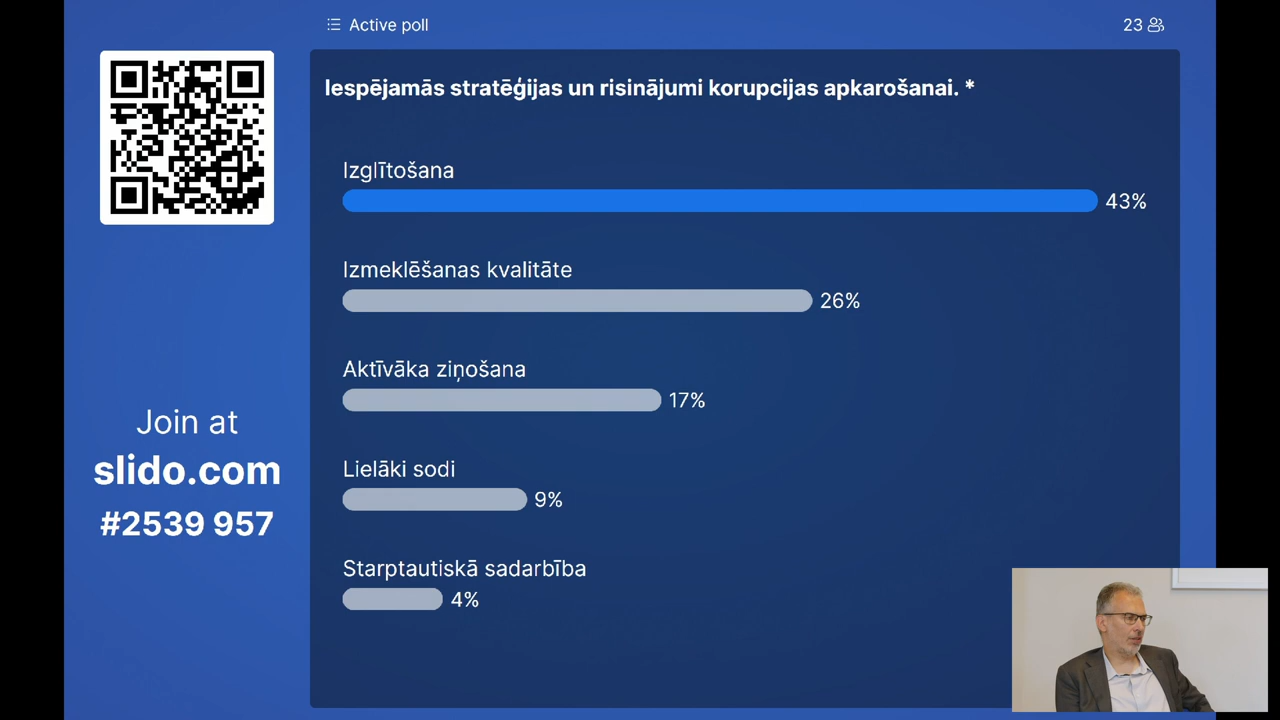 Active poll
23
Iespējamās stratēģijas un risinājumi korupcijas apkarošanai. *
Izglītošana
43%
Izmeklēšanas kvalitāte
26%
Aktīvāka ziņošana
17%
Lielāki sodi
9%
Starptautiskā sadarbība
4%
Join at
slido.com
#2539 957